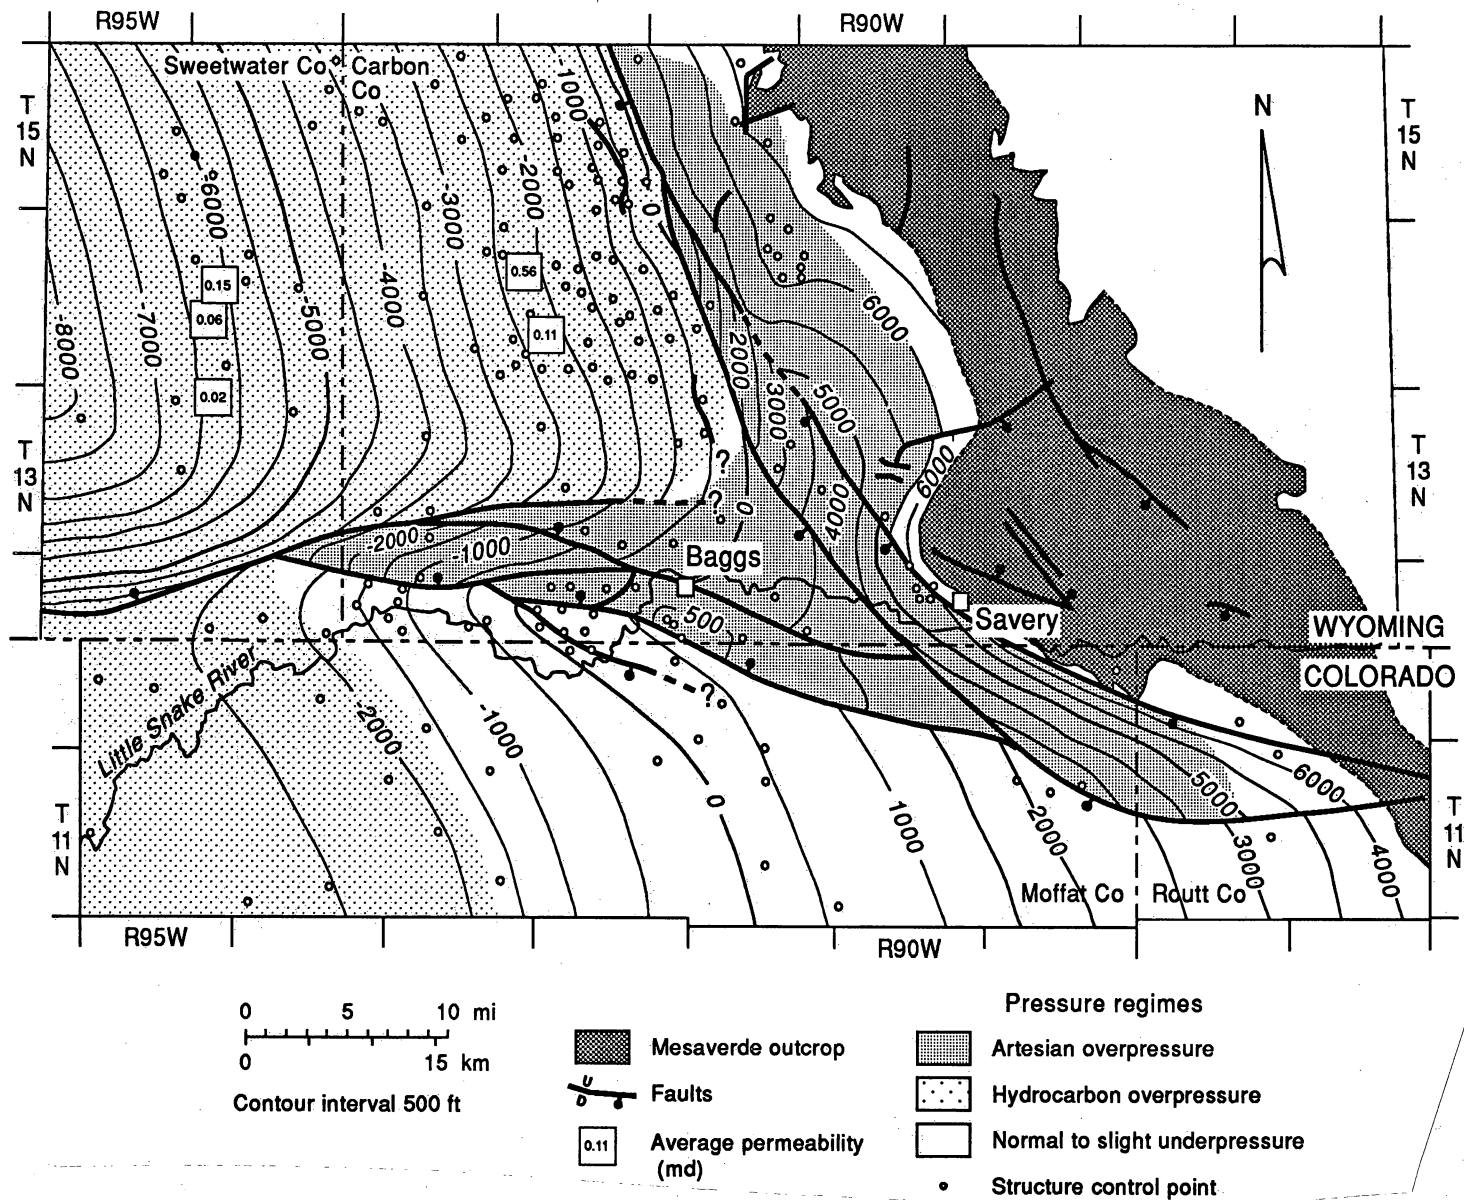 R95W
R90W
Sweetwater Co
Carbon
Co
T
15
N
T
15
N
N
-1000
-6000
-3000
-2000
0
0.15
0.56
-4000
-5000
-7000
-8000
0.06
0.11
6000
2000
3000
5000
0.02
T
13
N
T
13
N
?
6000
?
0
4000
-2000
-1000
Baggs
500
Savery
WYOMING
COLORADO
Little Snake River
?
-2000
-1000
0
1000
2000
5000
6000
3000
4000
T
11
N
T
11
N
Moffat Co
Routt Co
R95W
R90W
0 5 10 mi
0 15 km
Contour interval 500 ft
Mesaverde outcrop
U
D
Faults
0.11
Average permeability
(md)
Pressure regimes
Artesian overpressure
Hydrocarbon overpressure
Normal to slight underpressure
Structure control point